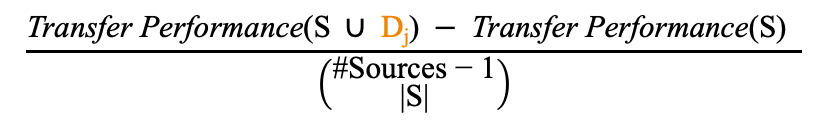 Transfer Performance(S ∪ Dj) − Transfer Performance(S)
(#Sources − 1)
|S|